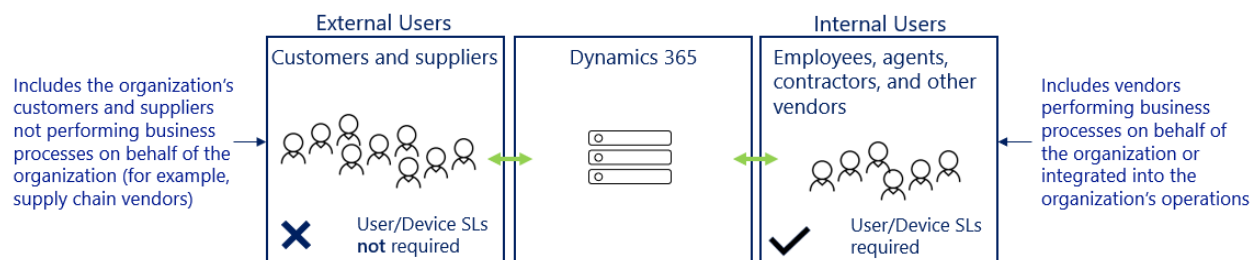 External Users
Internal Users
Includes the organization's
customers and suppliers
not performing business
processes on behalf of the
organization (for example,
supply chain vendors)
Customers and suppliers
User/Device SLs
not required
Dynamics 365
Employees, agents,
contractors, and other
vendors
User/Device SLs
required
Includes vendors
performing business
processes on behalf of
the organization or
integrated into the
organization's operations